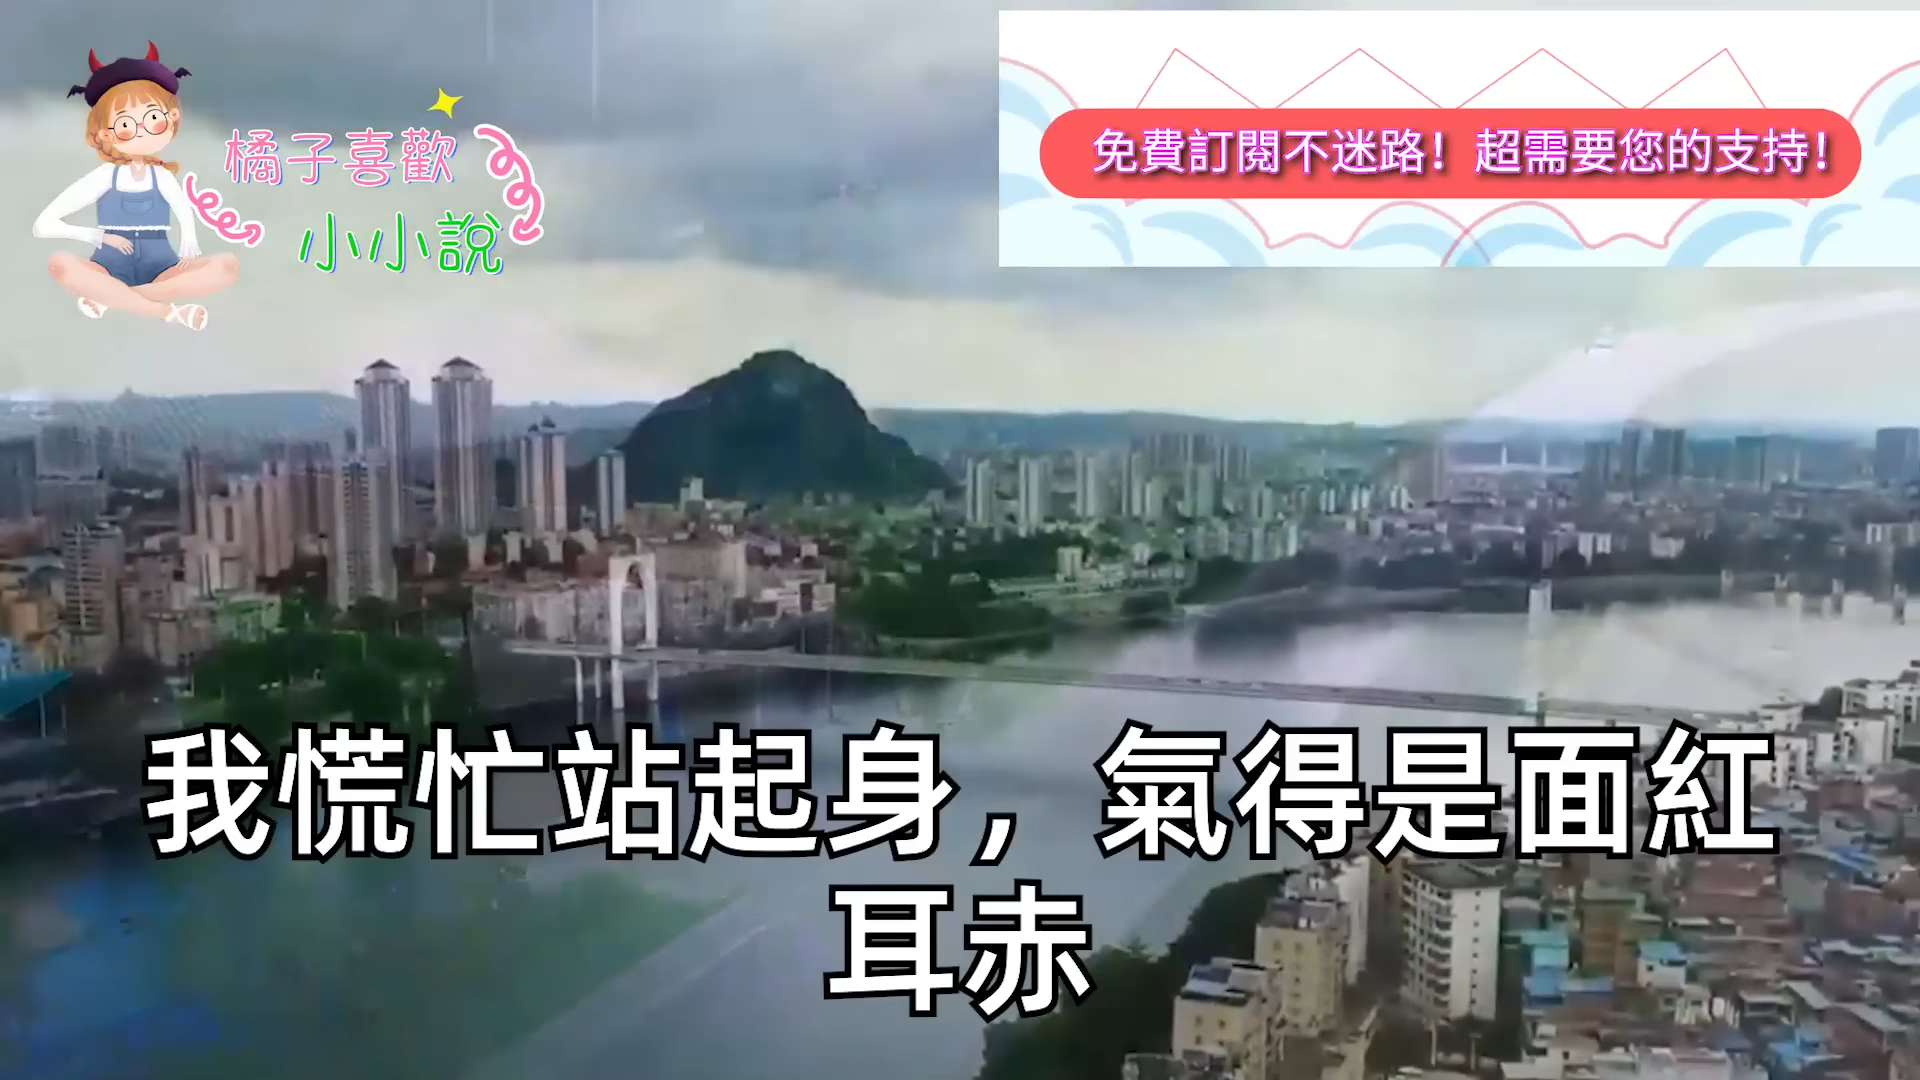 橘子喜歡
小小說
免費訂閱不迷路！超需要您的支持！
我慌忙站起身，氣得是面紅
耳赤